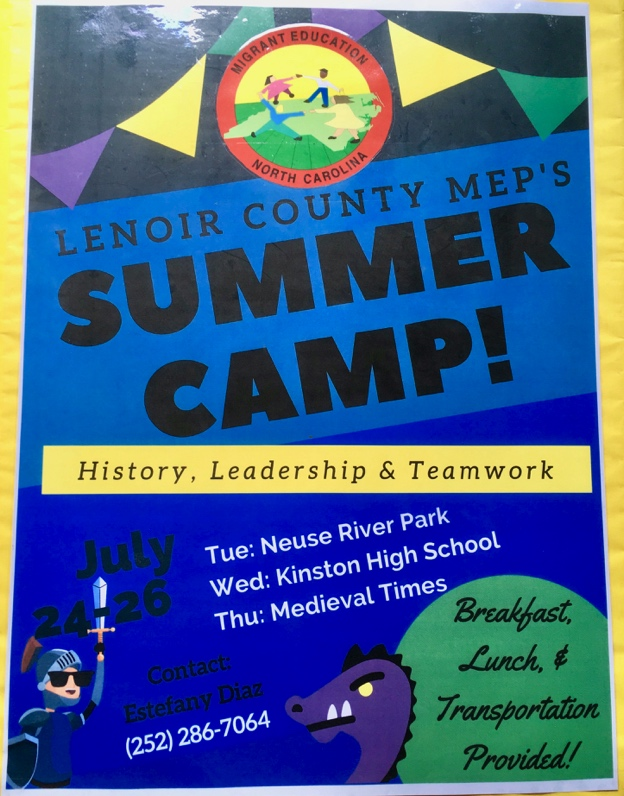 MIGRANT EDUCATION
NORTH CAROLINA
LENOIR COUNTY MEP'S
SUMMER
CAMP!
History, Leadership & Teamwork
July
24-26
Tue: Neuse River Park
Wed: Kinston High School
Thu: Medieval Times
Contact:
Estefany Diaz
(252) 286-7064
Breakfast,
Lunch, &
Transportation
Provided!